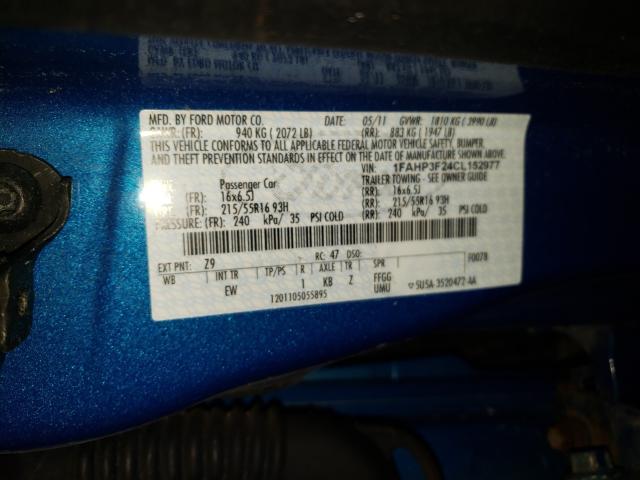 MFD. BY FORD MOTOR CO.
DATE: 05/11 GVWR: 1810 KG ( 3990 LB)
GAWR: (FR): 940 KG ( 2072 LB) (RR): 883 KG ( 1947 LB)
THIS VEHICLE CONFORMS TO ALL APPLICABLE FEDERAL MOTOR VEHICLE SAFETY, BUMPER,
AND THEFT PREVENTION STANDARDS IN EFFECT ON THE DATE OF MANUFACTURE SHOWN ABOVE.
VIN: 1FAHP3F24CL152977
TYPE: Passenger Car TRAILER TOWING - SEE OWNER GUIDE
(FR): 16x6.5J (RR): 16x6.5J
(FR): 215/55R16 93H (RR): 215/55R16 93H
PRESSURE: (FR): 240 kPa/ 35 PSI COLD (RR): 240 kPa/ 35 PSI COLD
EXT PNT: Z9 RC: 47 DSO: F0078
WB INT TR TP/PS R AXLE TR SPR
EW 1 KB Z FFGG
UMU
1201105055895
5U5A-3520472-AA